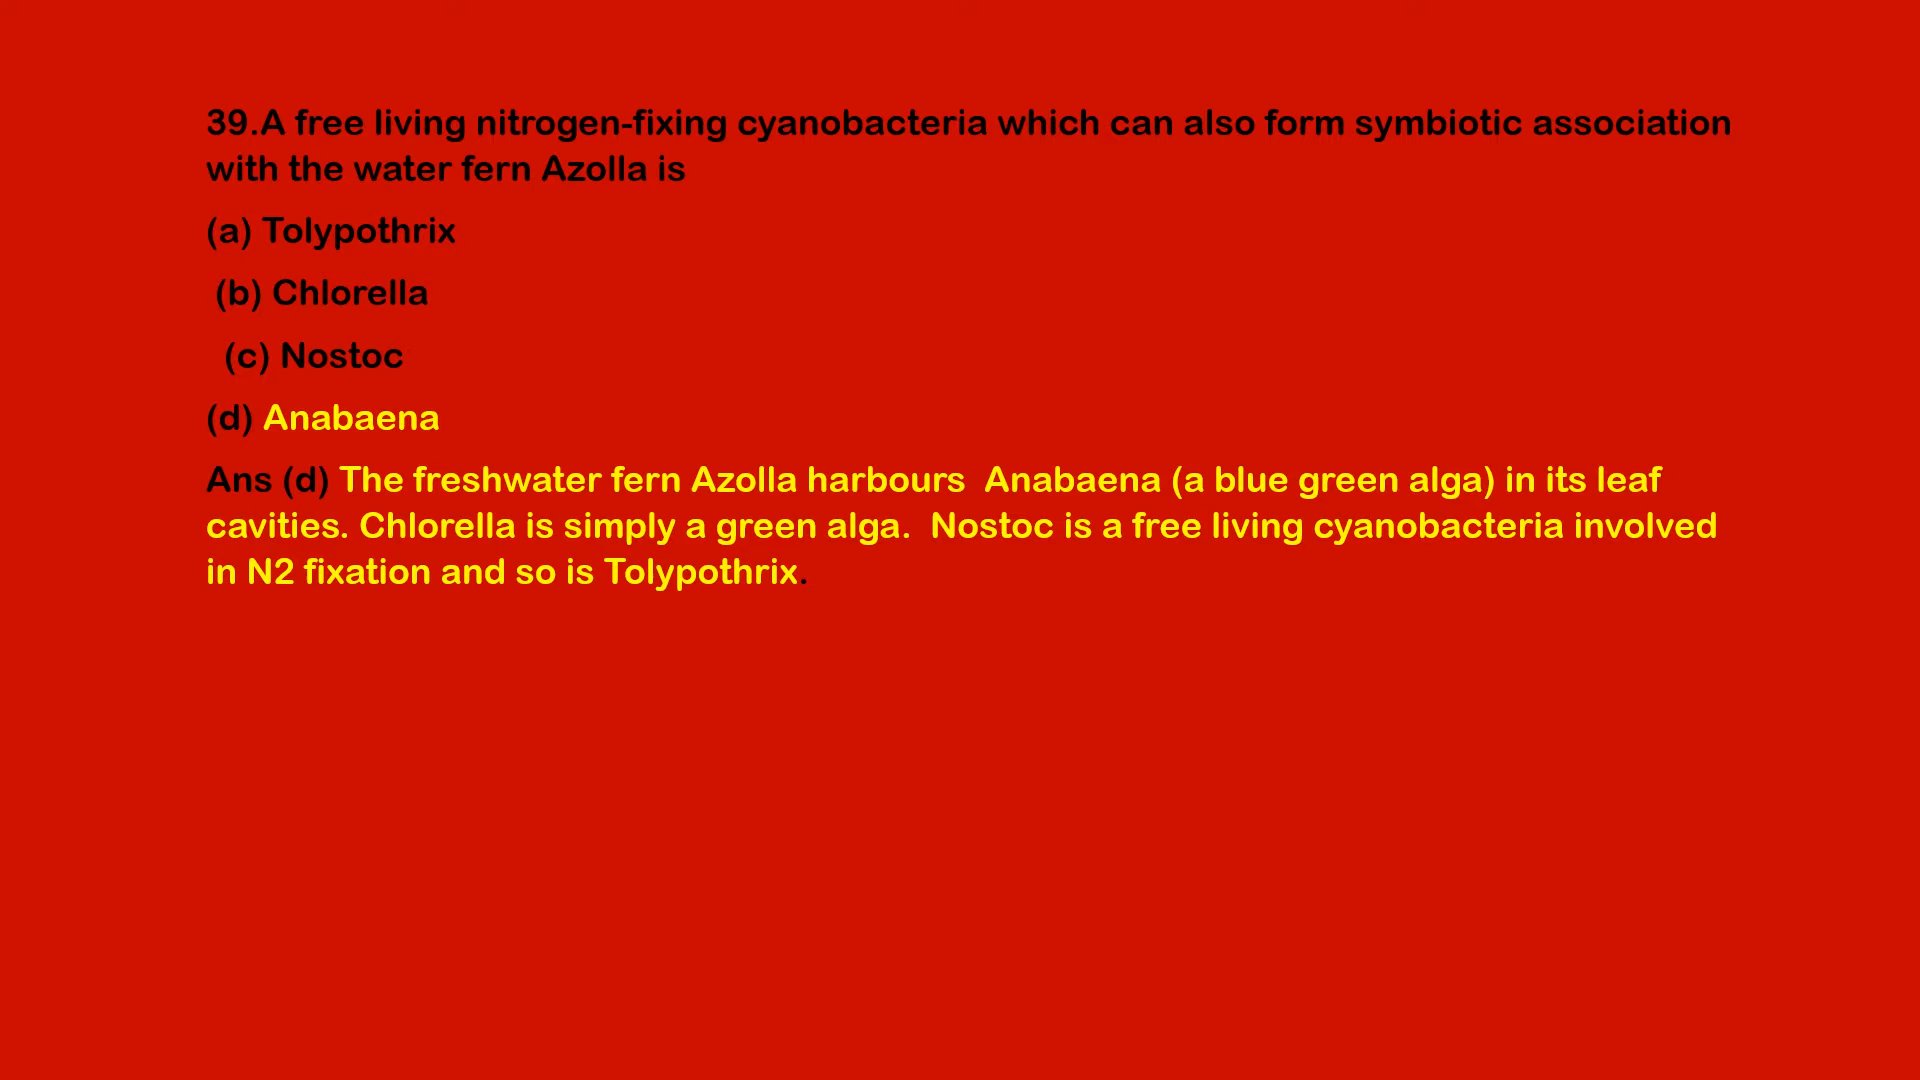 39.A free living nitrogen-fixing cyanobacteria which can also form symbiotic association
with the water fern Azolla is
(a) Tolypothrix
(b) Chlorella
(c) Nostoc
(d) Anabaena
Ans (d) The freshwater fern Azolla harbours  Anabaena (a blue green alga) in its leaf
cavities. Chlorella is simply a green alga.  Nostoc is a free living cyanobacteria involved
in N2 fixation and so is Tolypothrix.